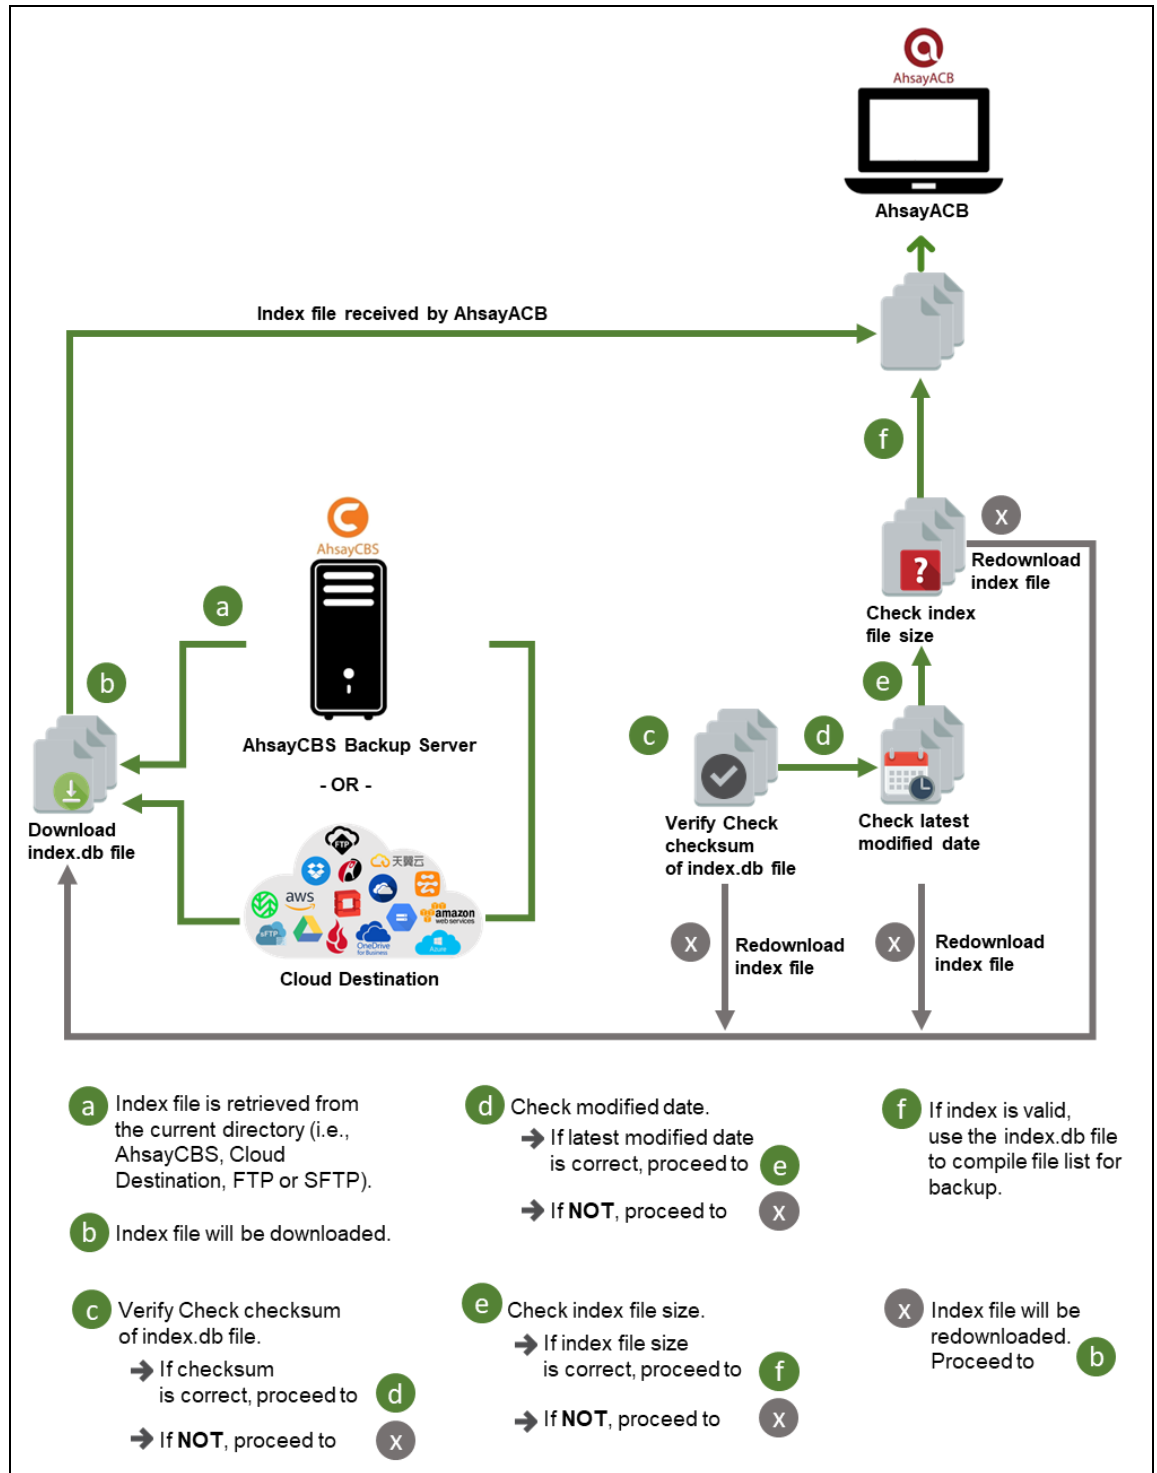 AhsayACB
AhsayACB
Index file received by AhsayACB
f
x
Redownload
index file
?
Check index
file size
AhsayCBS
a
e
b
AhsayCBS Backup Server
c
d
- OR -
Download
index.db file
Verify Check
checksum
of index.db file
Check latest
modified date
FTP
天翼云
aws
amazon
web services
SFTP
OneDrive
for Business
Azure
Cloud Destination
x
Redownload
index file
x
Redownload
index file
a
Index file is retrieved from
the current directory (i.e.,
AhsayCBS, Cloud
Destination, FTP or SFTP).
b
Index file will be downloaded.
c
Verify Check checksum
of index.db file.
If checksum
is correct, proceed to d
If NOT, proceed to x
d
Check modified date.
If latest modified date
is correct, proceed to e
If NOT, proceed to x
e
Check index file size.
If index file size
is correct, proceed to f
If NOT, proceed to x
f
If index is valid,
use the index.db file
to compile file list for
backup.
x
Index file will be
redownloaded.
Proceed to b